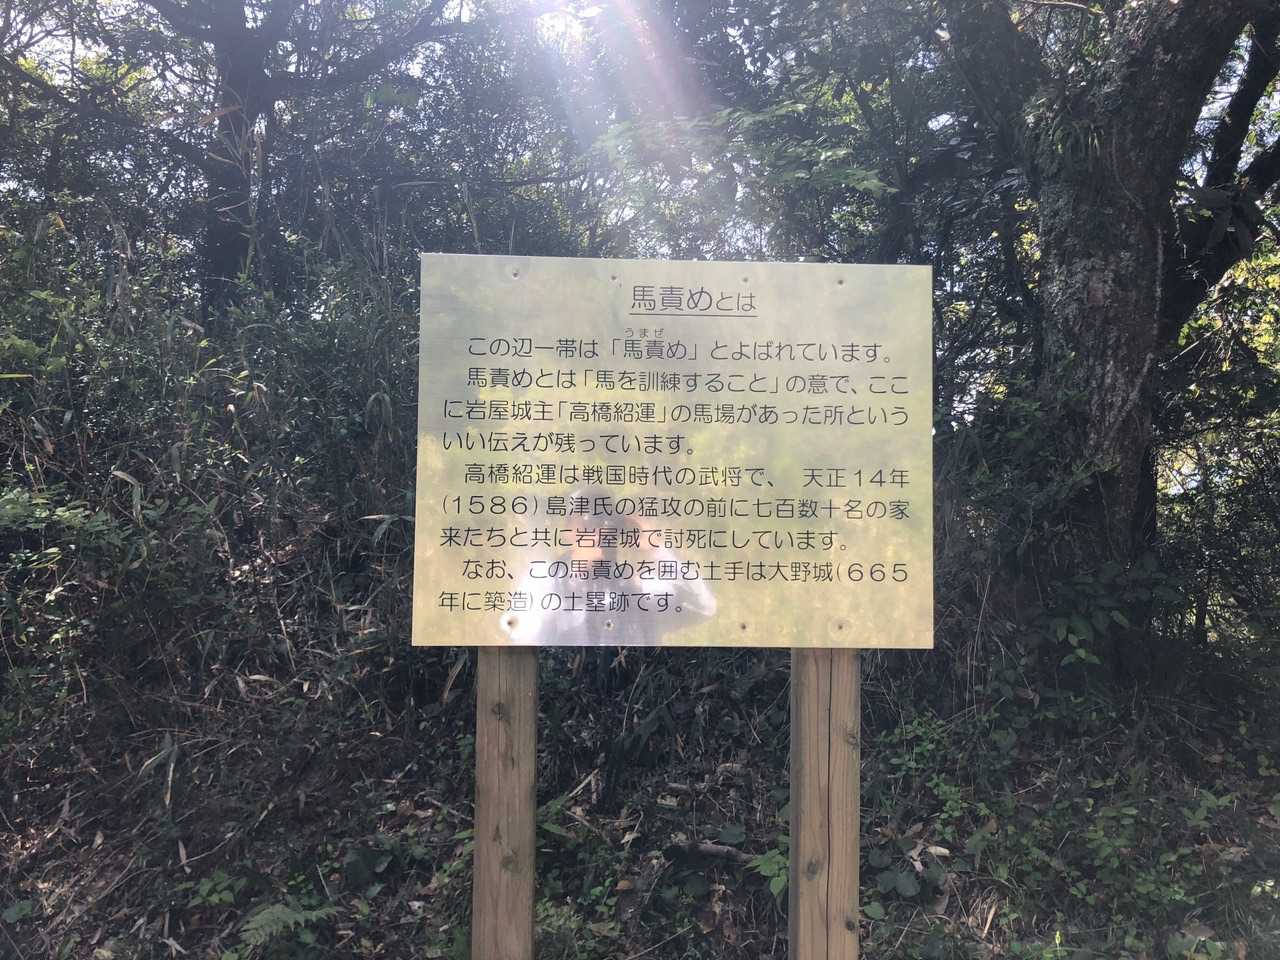 馬責めとは
うまぜ
この辺一帯は「馬責め」とよばれています。
馬責めとは「馬を訓練すること」の意で、ここ
に岩屋城主「高橋紹運」の馬場があった所という
いい伝えが残っています。
高橋紹運は戦国時代の武将で、 天正14年
(1586)島津氏の猛攻の前に七百数十名の家
来たちと共に岩屋城で討死にしています。
なお、この馬責めを囲む土手は大野城(665
年に築造)の土塁跡です。